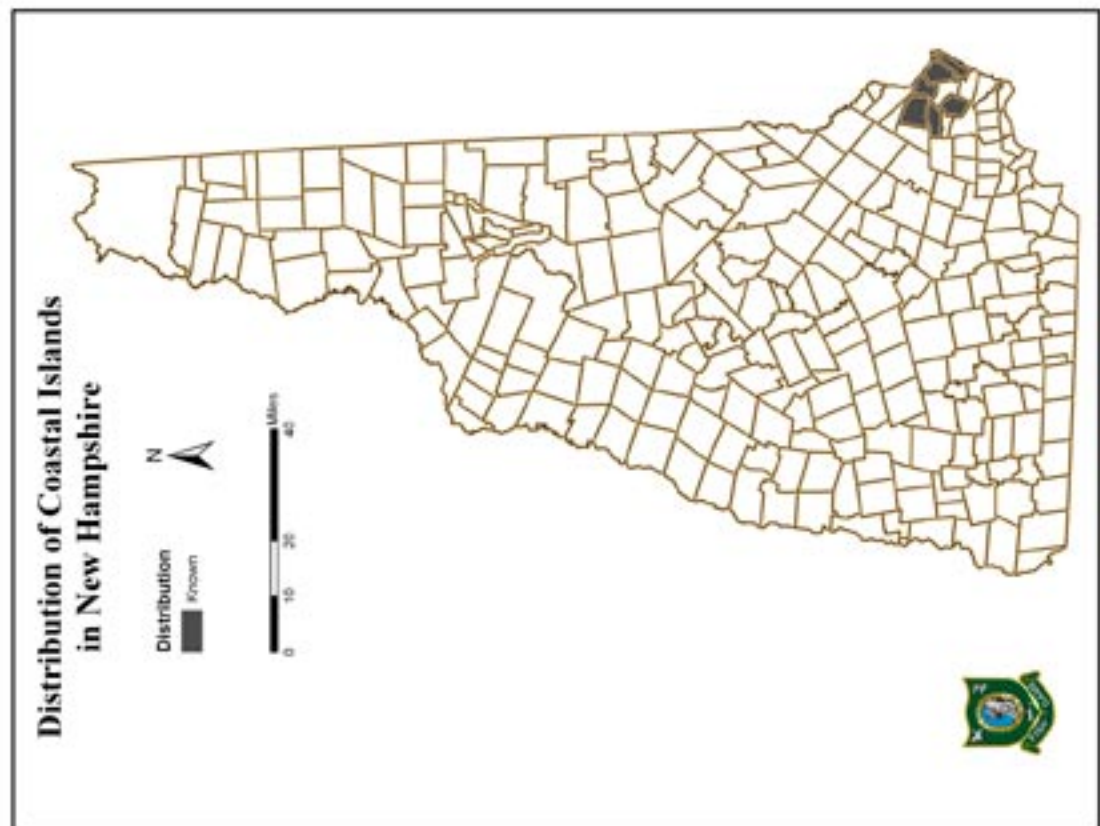 Distribution of Coastal Islands
in New Hampshire
N
Distribution
Known
0 10 20 40
Miles